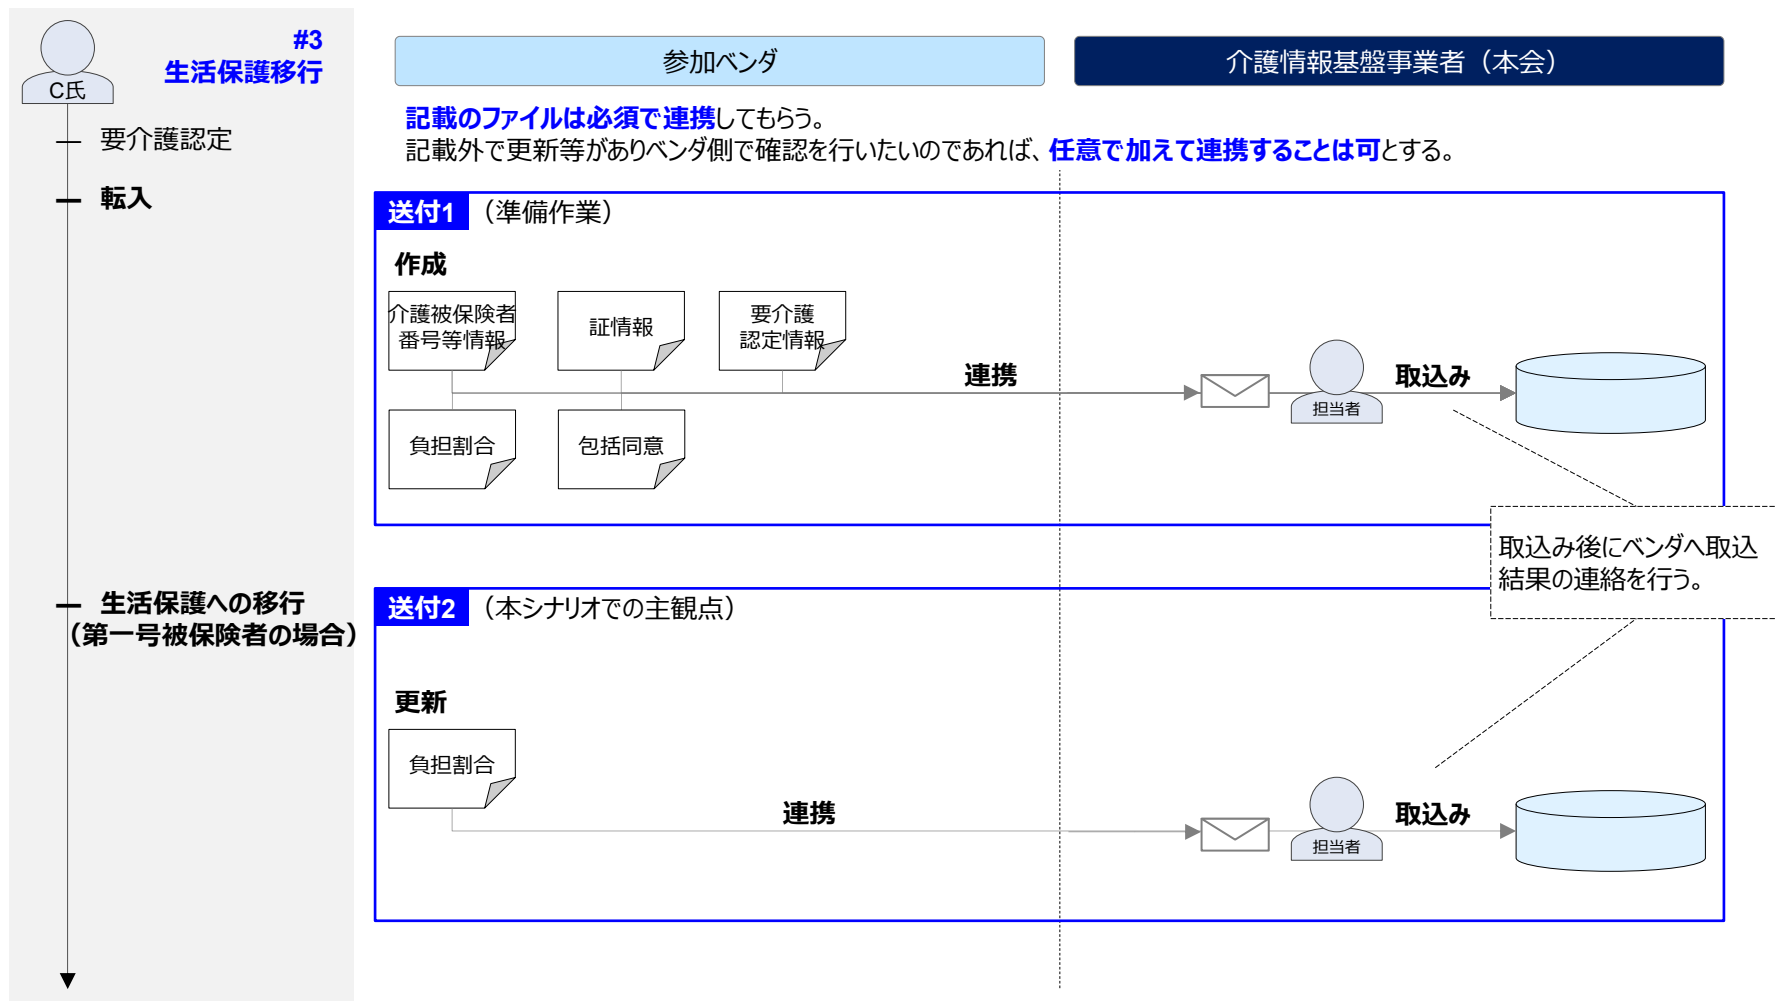 #3
生活保護移行
C氏
要介護認定
転入
生活保護への移行
（第一号被保険者の場合）
参加ベンダ
介護情報基盤事業者（本会）
記載のファイルは必須で連携してもらう。
記載外で更新等がありベンダ側で確認を行いたいのであれば、任意で加えて連携することは可とする。
送付1 （準備作業）
作成
介護被保険者
番号等情報
証情報
要介護
認定情報
負担割合
包括同意
連携
担当者
取込み
取込み後にベンダへ取込
結果の連絡を行う。
送付2 （本シナリオでの主観点）
更新
負担割合
連携
担当者
取込み